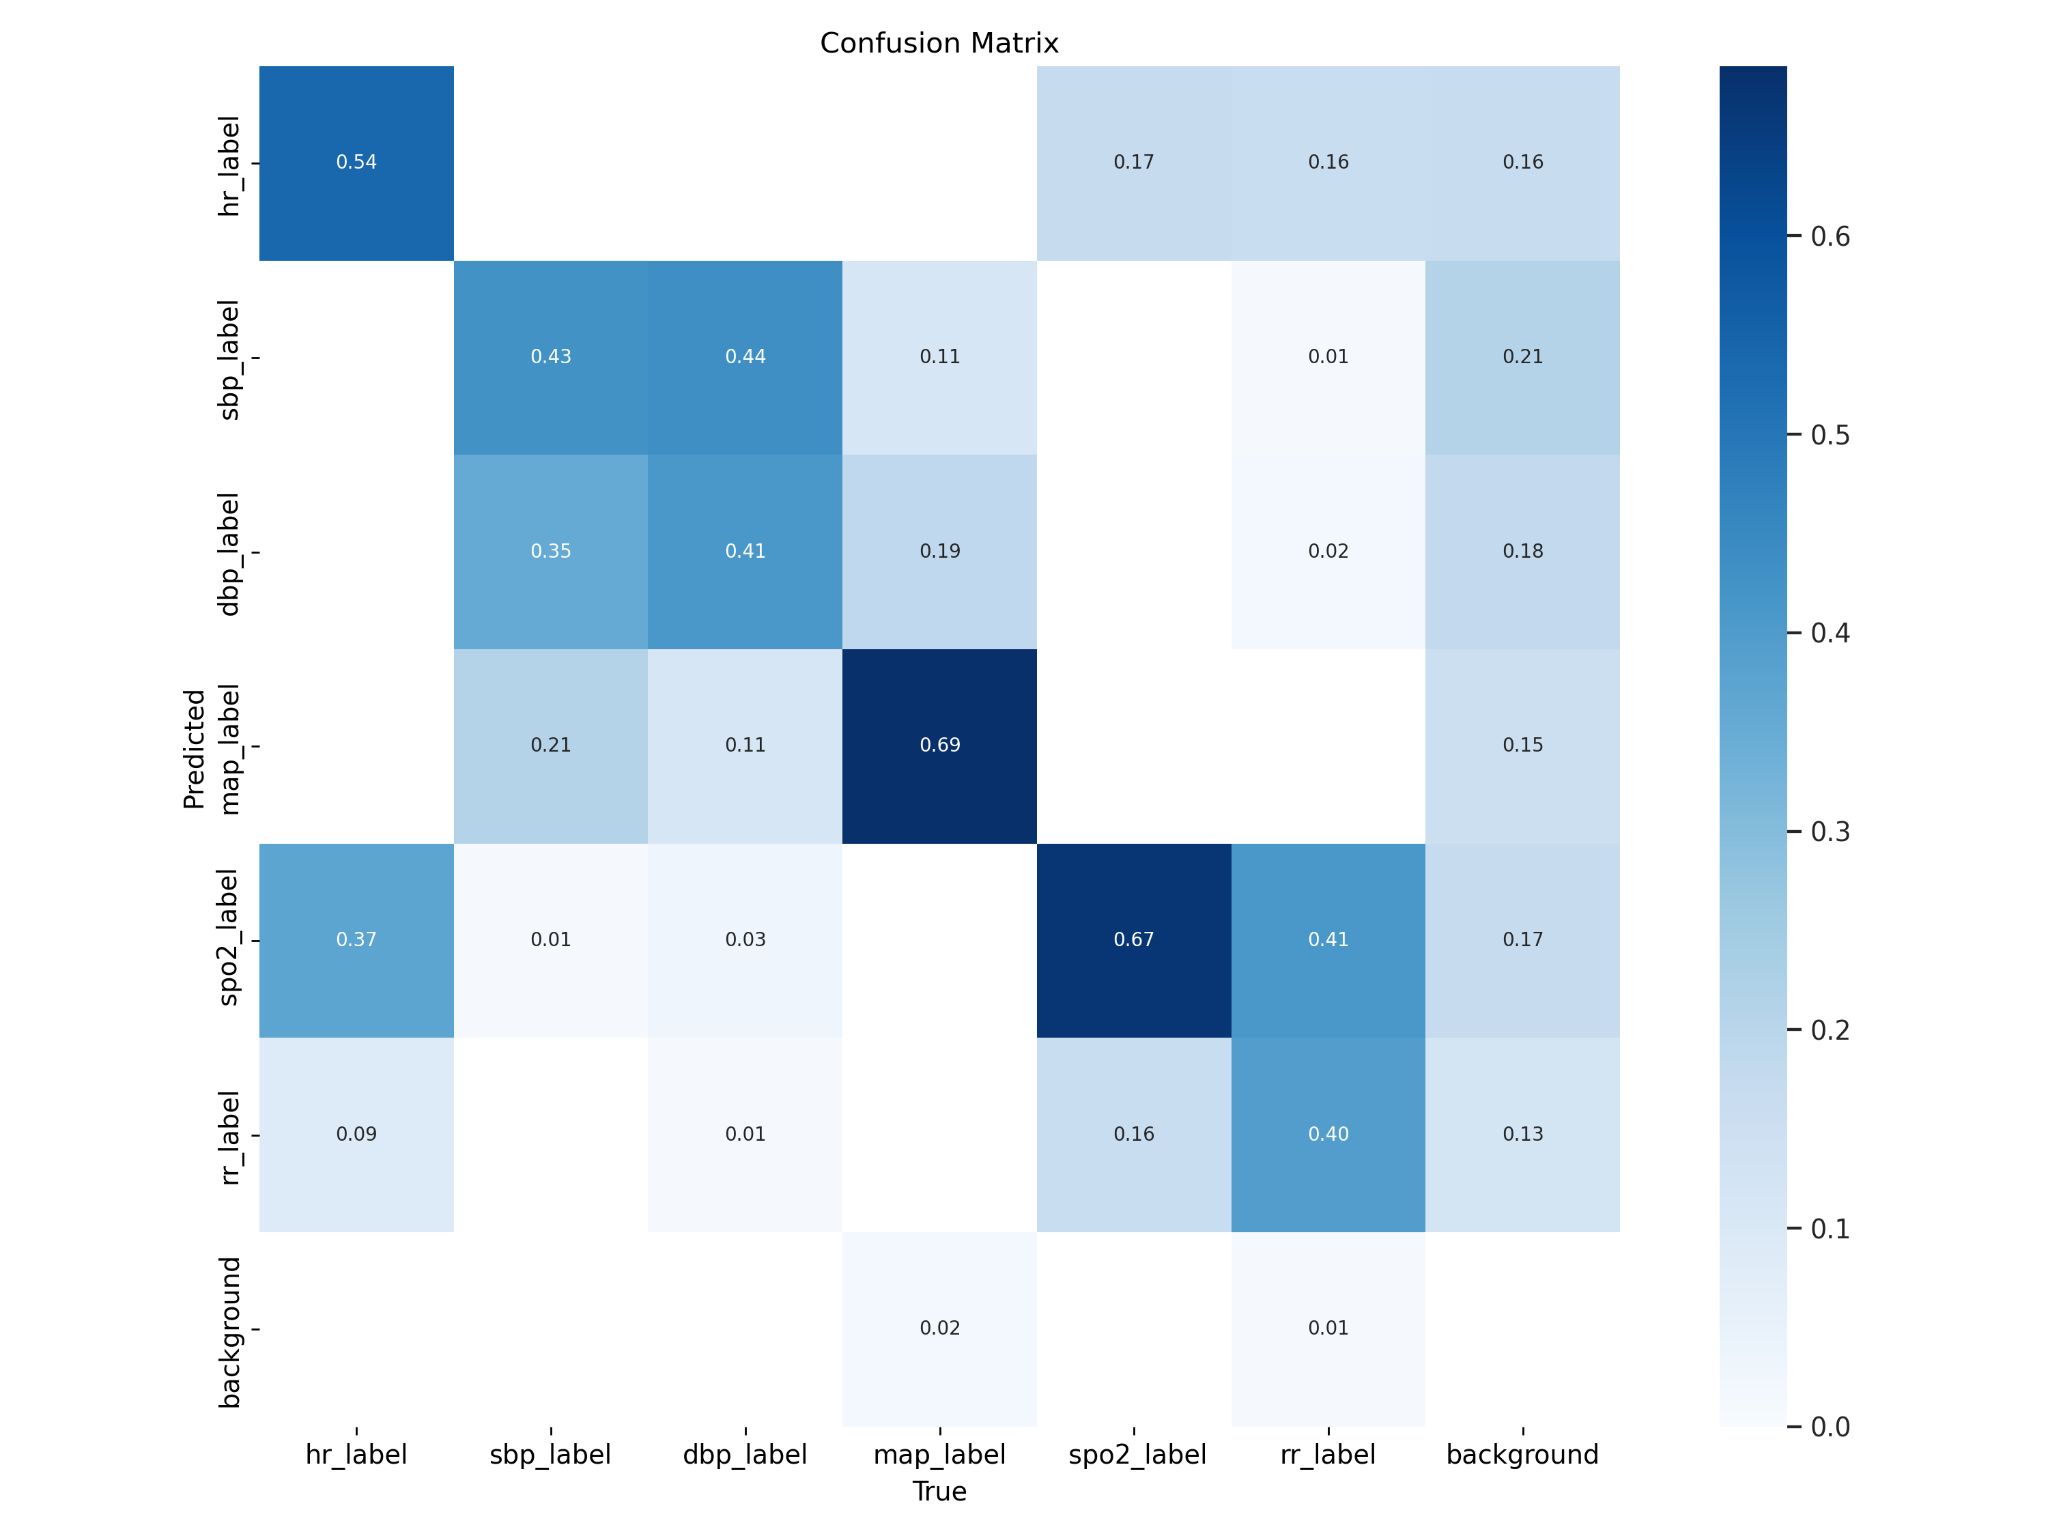 Confusion Matrix
hr_label
0.54
0.17
0.16
0.16
sbp_label
0.43
0.44
0.11
0.01
0.21
dbp_label
0.35
0.41
0.19
0.02
0.18
Predicted
map_label
0.21
0.11
0.69
0.15
spo2_label
0.37
0.01
0.03
0.67
0.41
0.17
rr_label
0.09
0.01
0.16
0.40
0.13
background
0.02
0.01
hr_label
sbp_label
dbp_label
map_label
spo2_label
rr_label
background
True
0.6
0.5
0.4
0.3
0.2
0.1
0.0